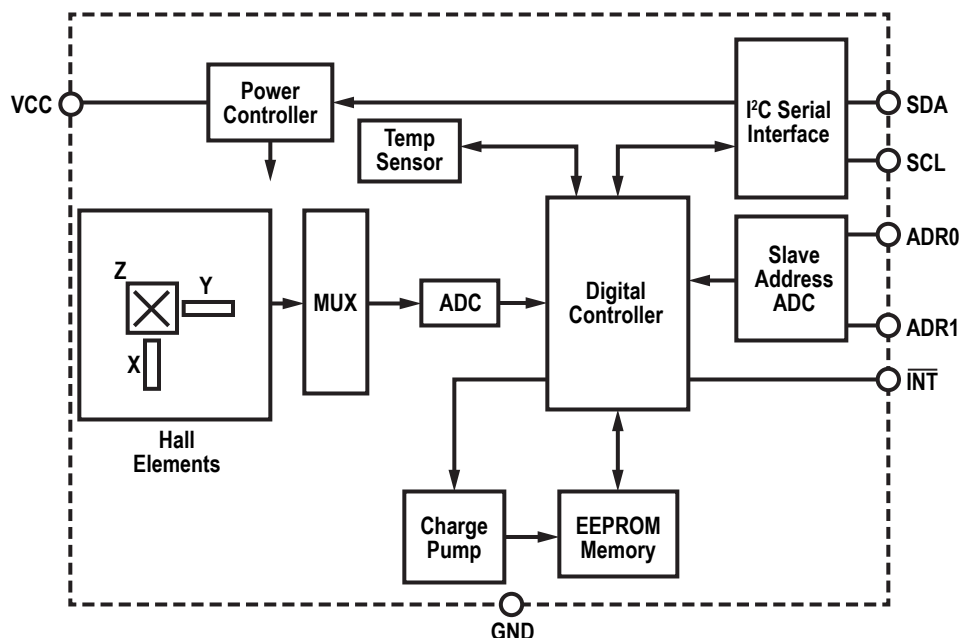 VCC
Power
Controller
Temp
Sensor
I²C Serial
Interface
SDA
SCL
Z
Y
X
MUX
ADC
Digital
Controller
Slave
Address
ADC
ADR0
ADR1
INT
Hall
Elements
Charge
Pump
EEPROM
Memory
GND